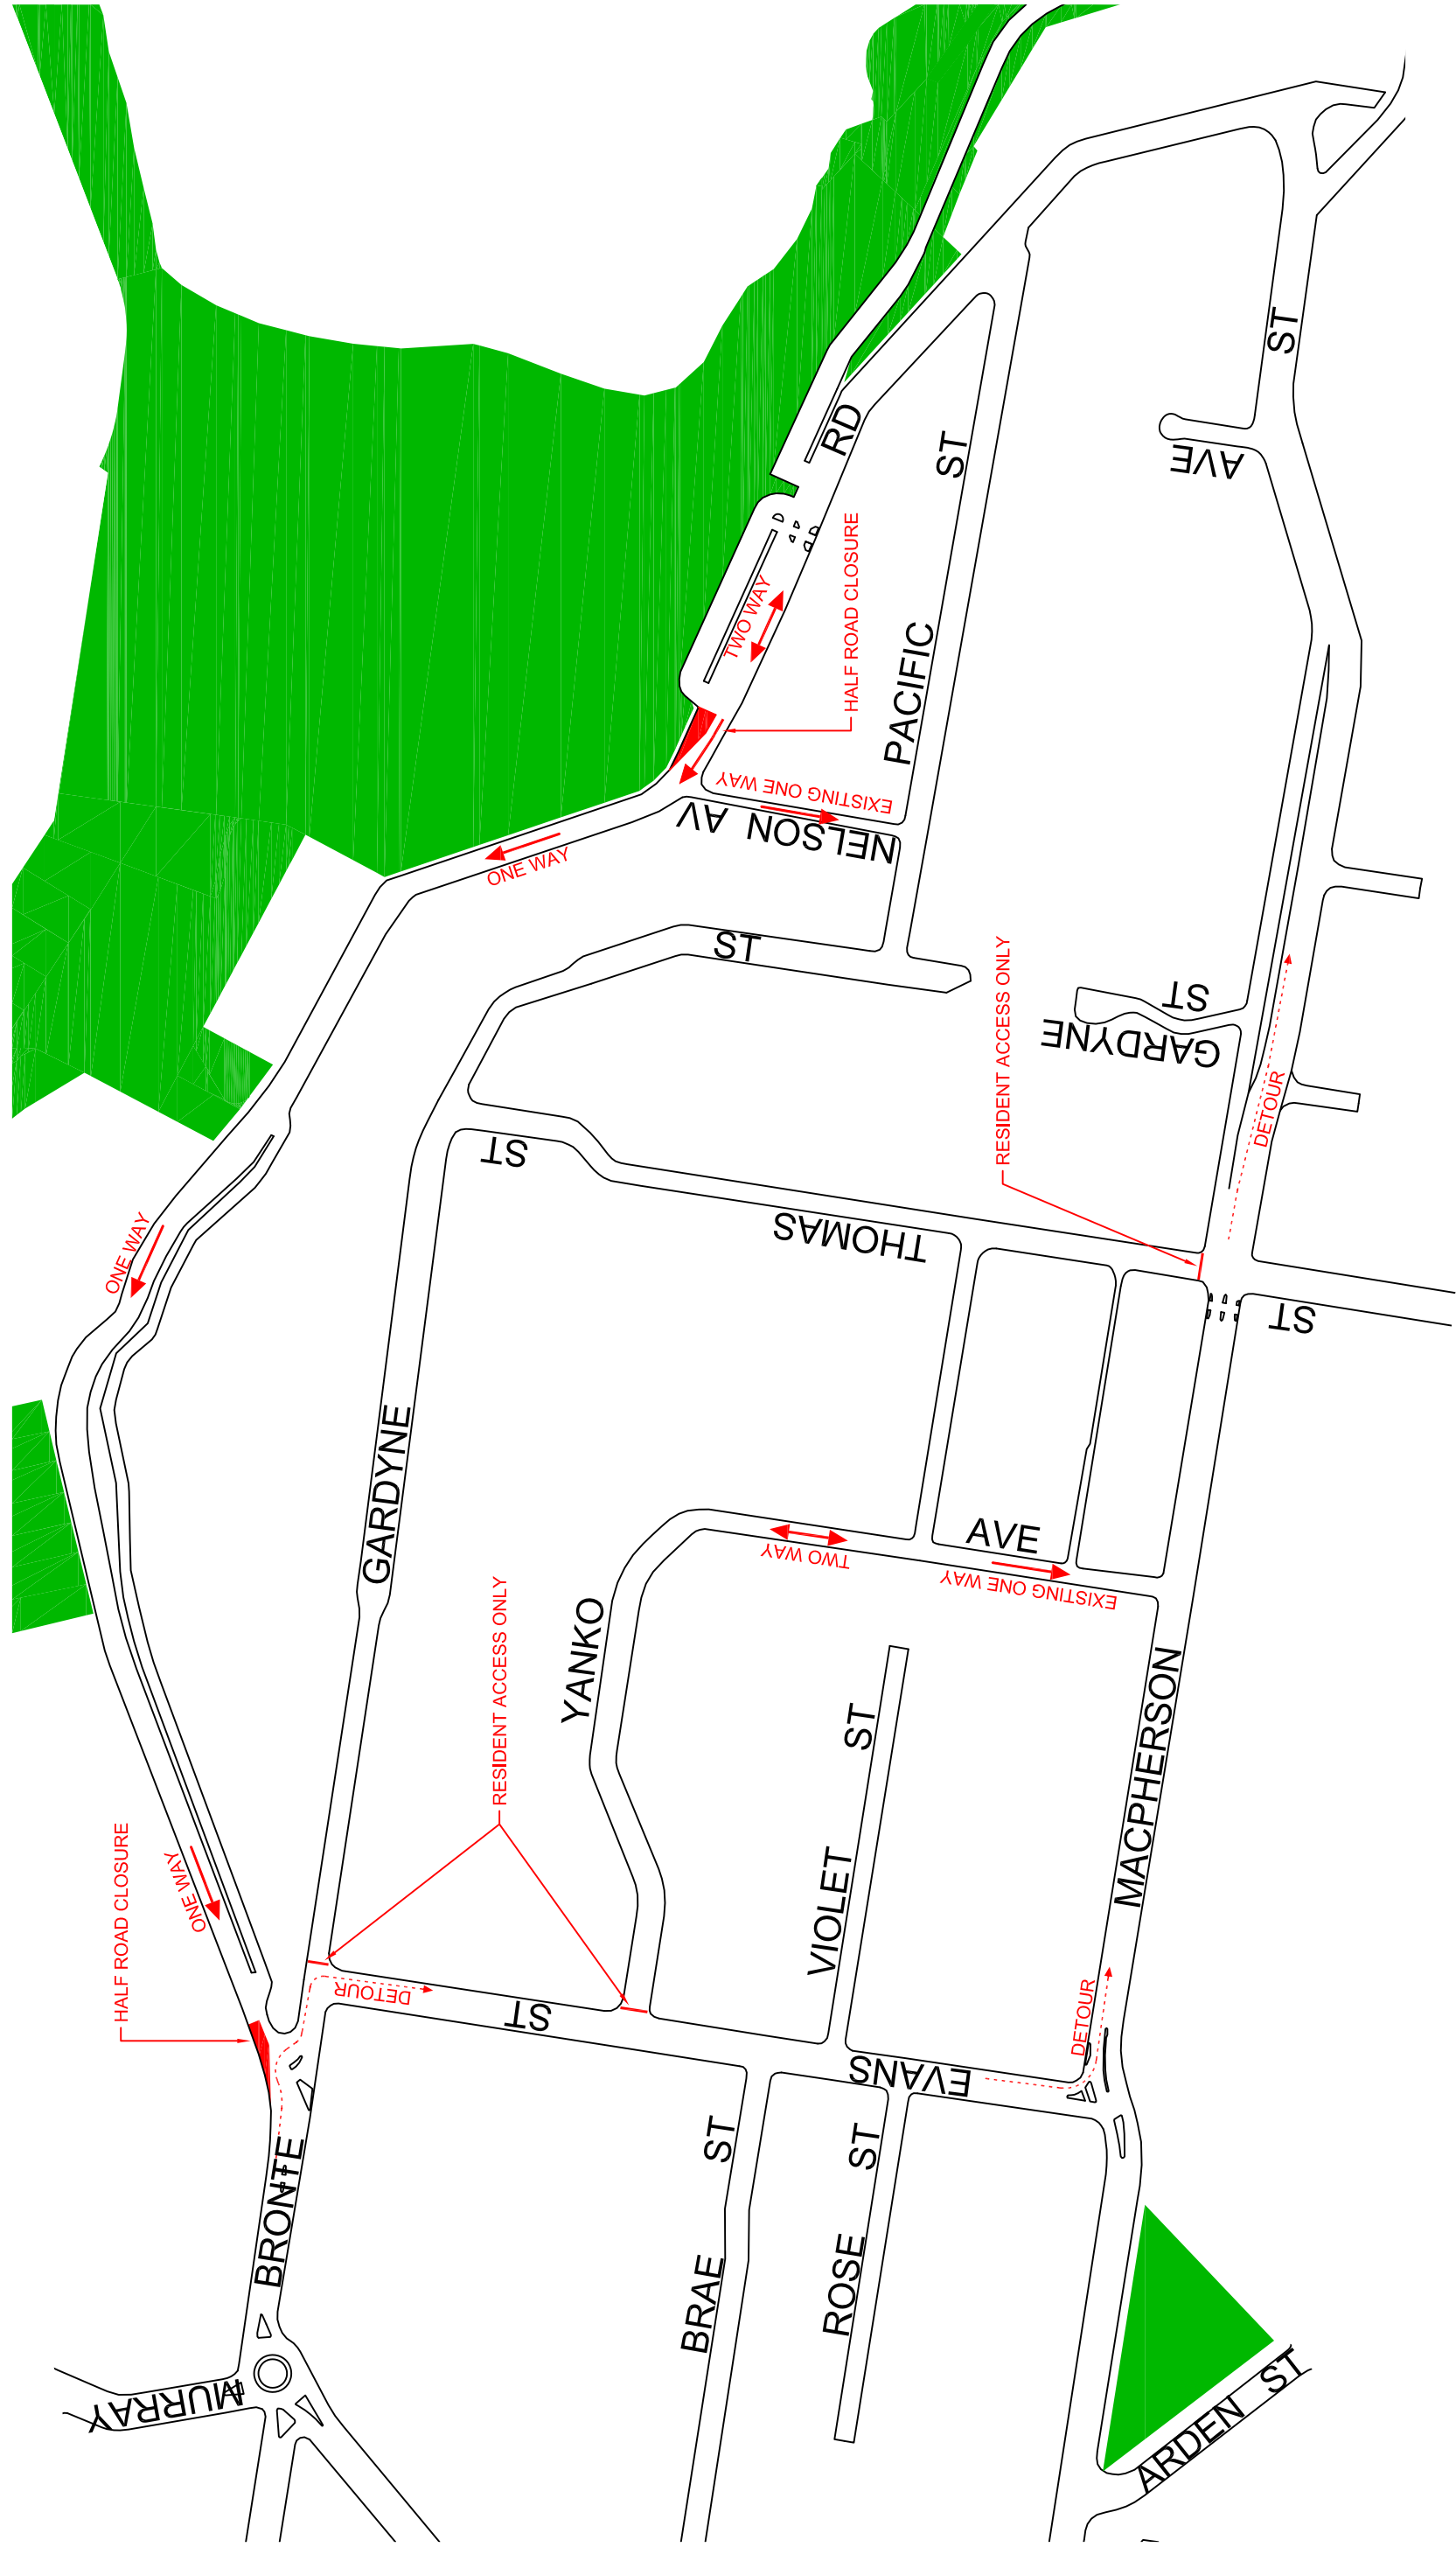 RD
ST
ST
AVE
HALF ROAD CLOSURE
TWO WAY
PACIFIC
EXISTING ONE WAY
NELSON AV
ONE WAY
ST
RESIDENT ACCESS ONLY
ST
GARDYNE
DETOUR
ST
THOMAS
ONE WAY
ST
GARDYNE
AVE
TWO WAY
EXISTING ONE WAY
YANKO
RESIDENT ACCESS ONLY
ST
MACPHERSON
HALF ROAD CLOSURE
ONE WAY
VIOLET
DETOUR
ST
DETOUR
EVANS
BRONTE
ST
ST
BRAE
ROSE
MURRAY
ARDEN ST